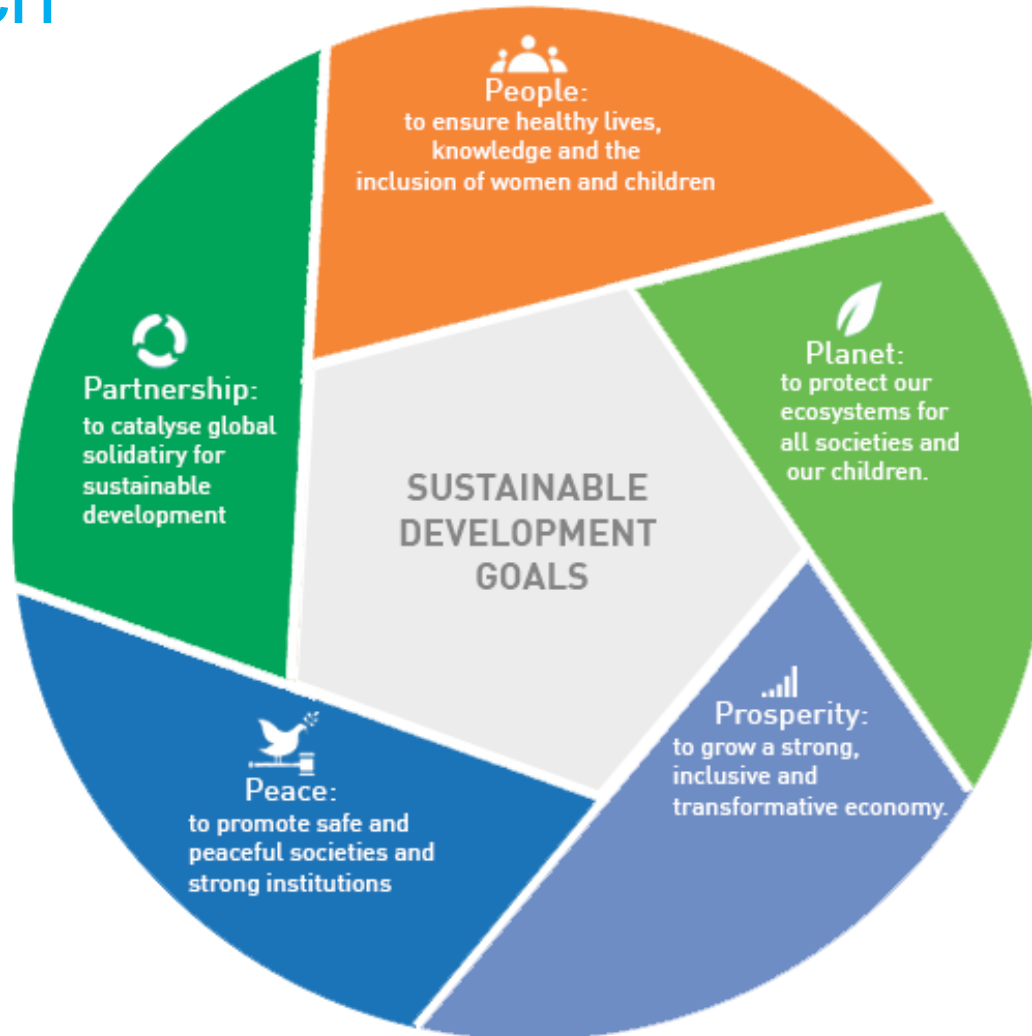 People:
to ensure healthy lives,
knowledge and the
inclusion of women and children
Planet:
to protect our
ecosystems for
all societies and
our children.
Prosperity:
to grow a strong,
inclusive and
transformative economy.
Peace:
to promote safe and
peaceful societies and
strong institutions
Partnership:
to catalyse global
solidatiry for
sustainable
development
SUSTAINABLE
DEVELOPMENT
GOALS